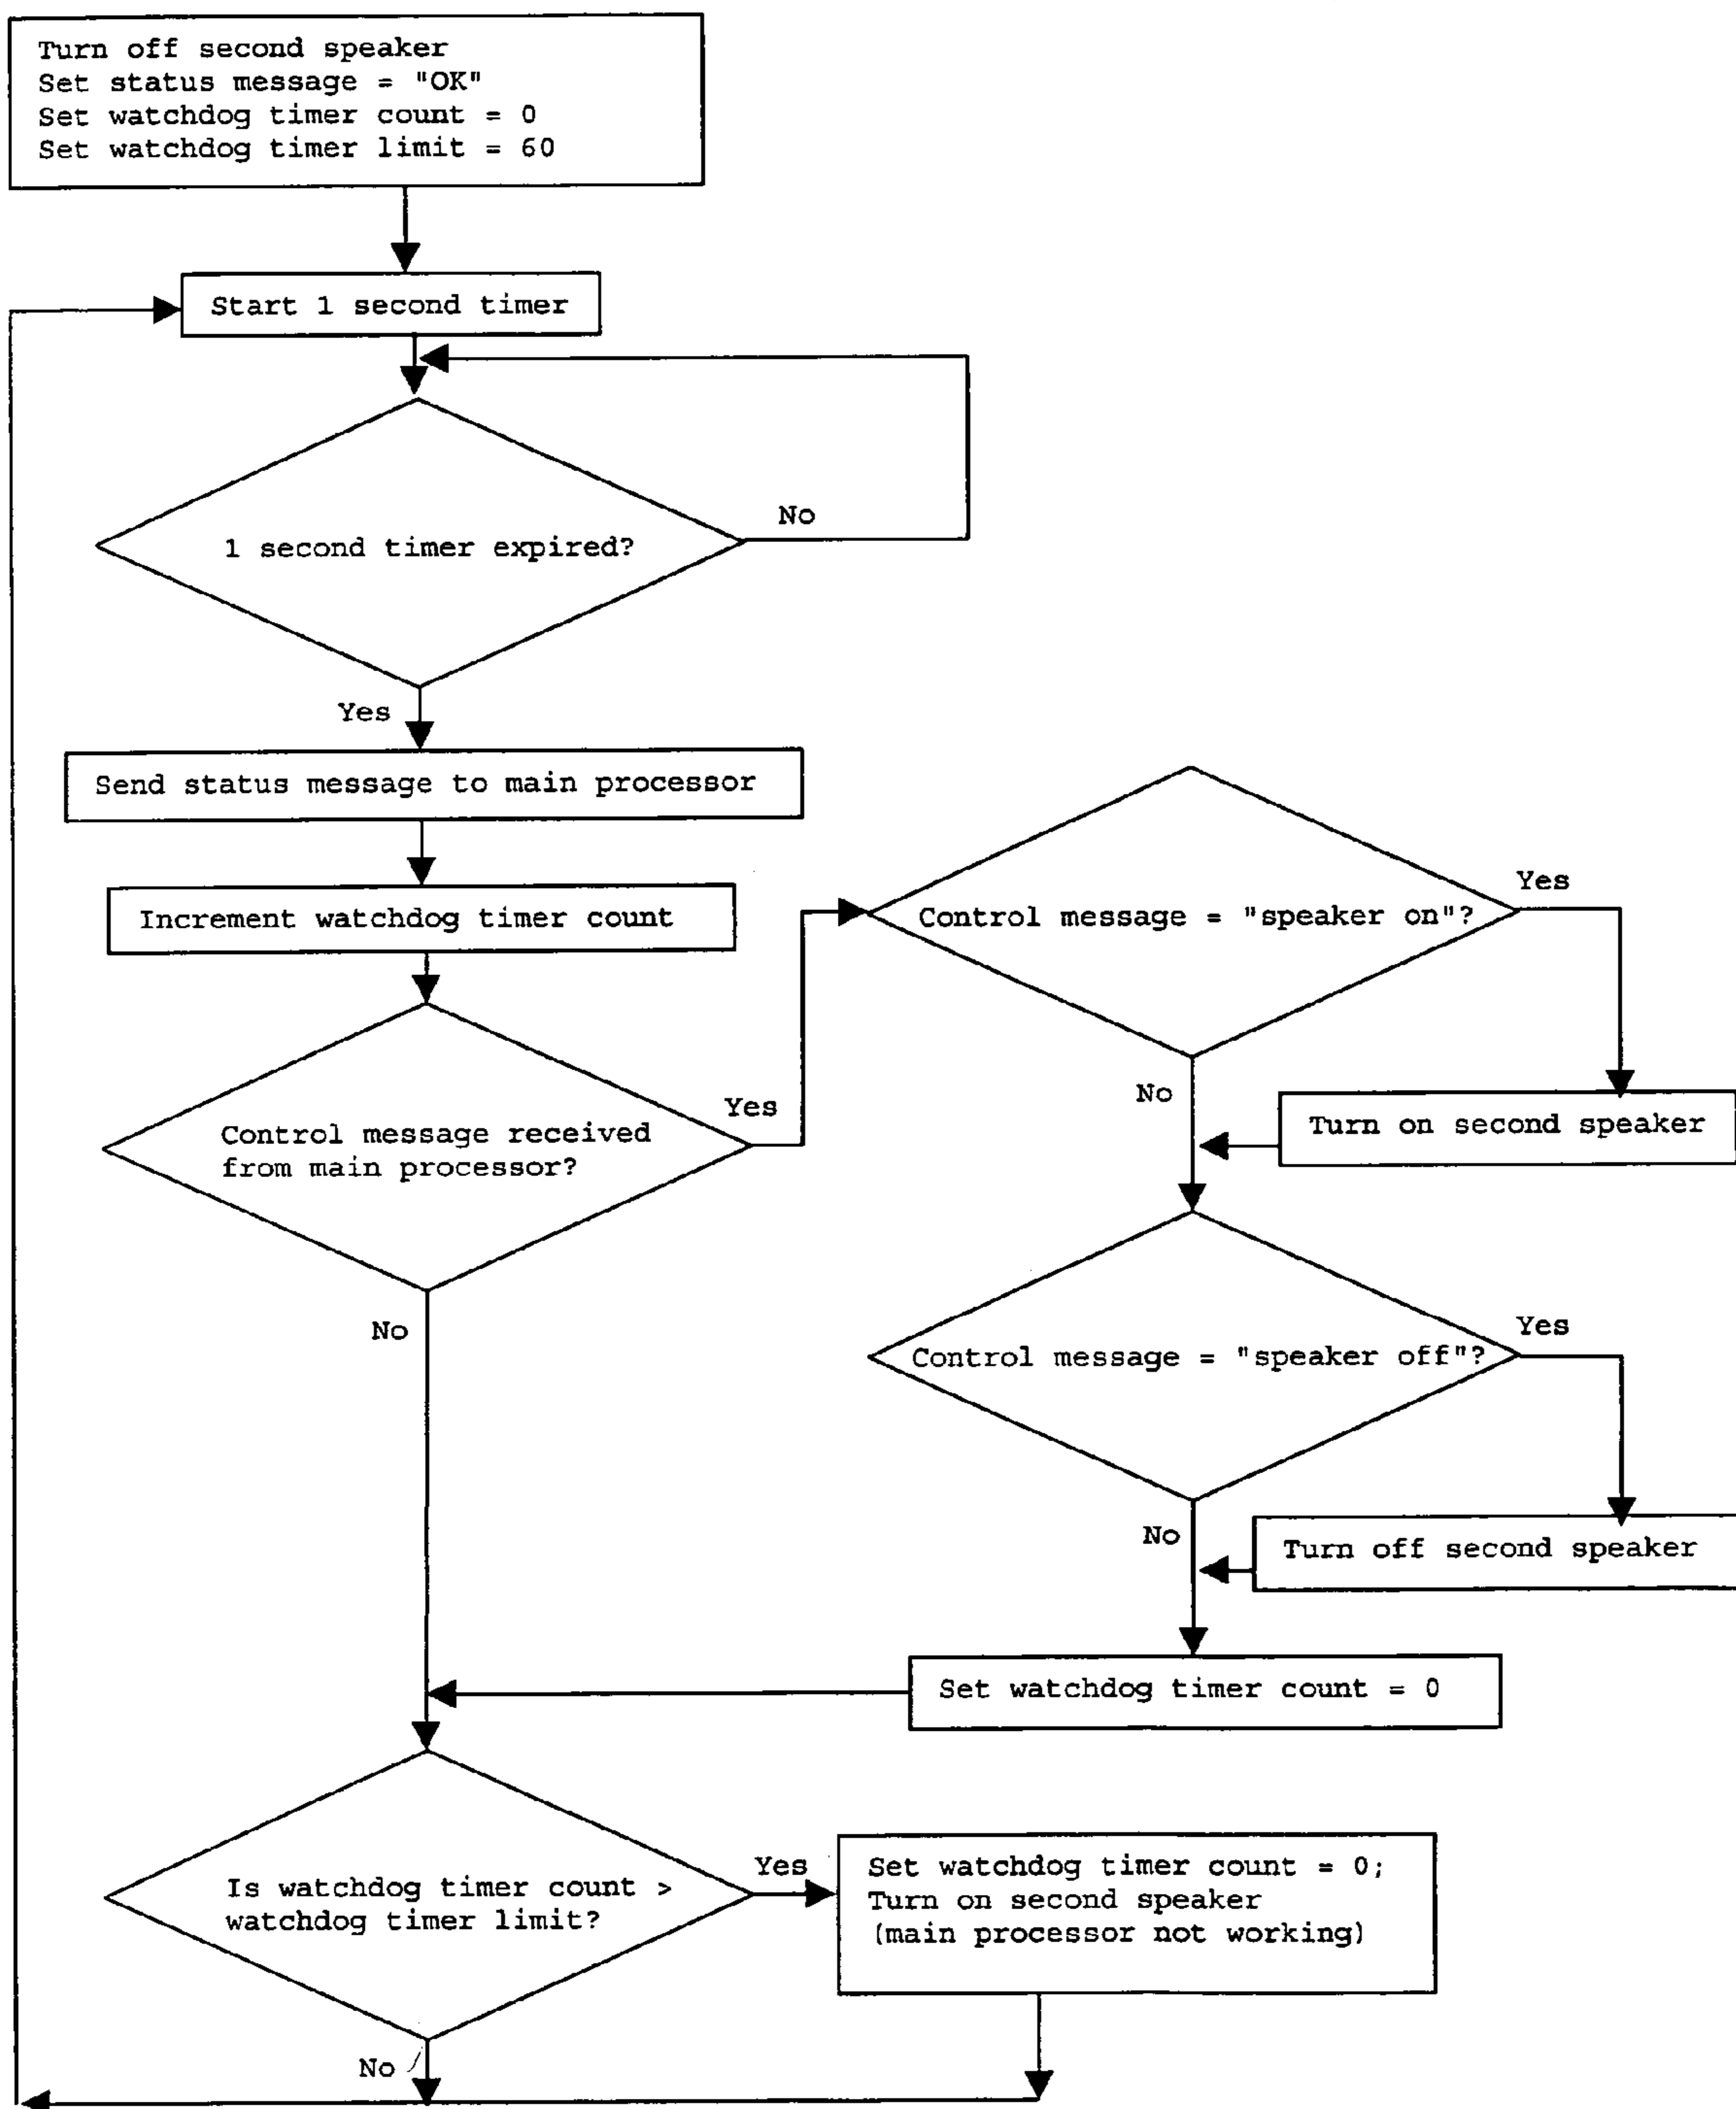 Turn off second speaker
Set status message = "OK"
Set watchdog timer count = 0
Set watchdog timer limit = 60
Start 1 second timer
No
1 second timer expired?
Yes
Send status message to main processor
Increment watchdog timer count
Yes
Control message = "speaker on"?
No
Turn on second speaker
Yes
Control message received
from main processor?
No
Yes
Control message = "speaker off"?
No
Turn off second speaker
Set watchdog timer count = 0
Yes
Is watchdog timer count >
watchdog timer limit?
Set watchdog timer count = 0;
Turn on second speaker
(main processor not working)
No